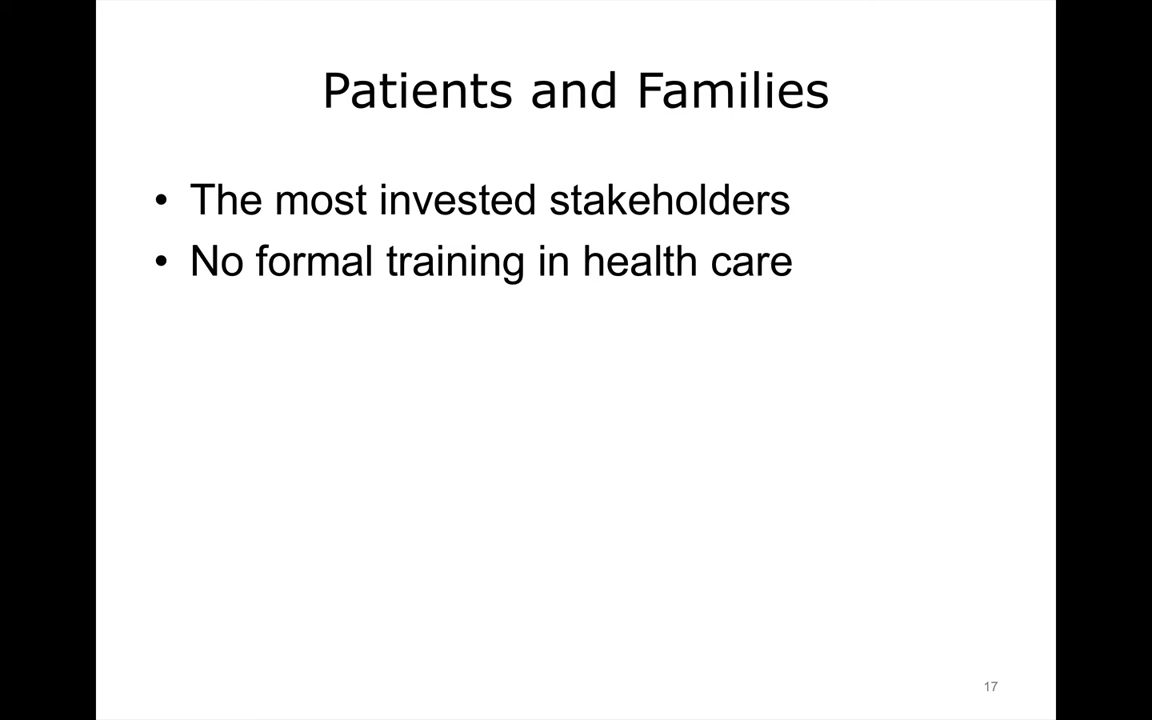 Patients and Families
• The most invested stakeholders
• No formal training in health care
17